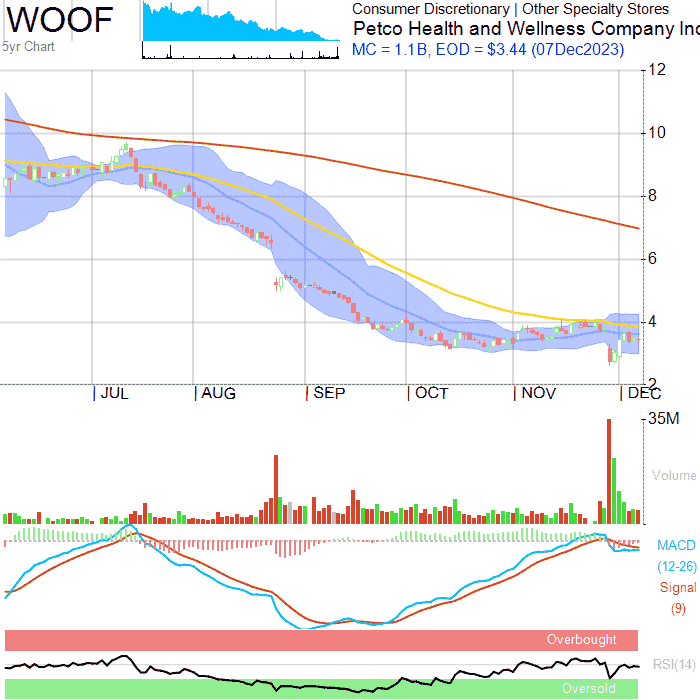 WOOF
5yr Chart
Consumer Discretionary | Other Specialty Stores
Petco Health and Wellness Company Inc
MC = 1.1B, EOD = $3.44 (07Dec2023)
12
10
8
6
4
2
JUL AUG SEP OCT NOV DEC
35M
Volume
MACD
(12-26)
Signal
(9)
Overbought
RSI(14)
Oversold